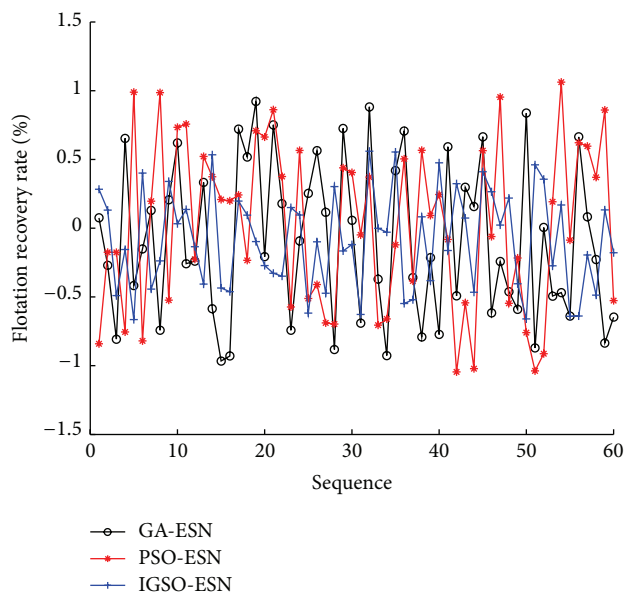 1.5
1
0.5
0
−0.5
−1
−1.5
Flotation recovery rate (%)
0 10 20 30 40 50 60
Sequence
GA-ESN
PSO-ESN
IGSO-ESN